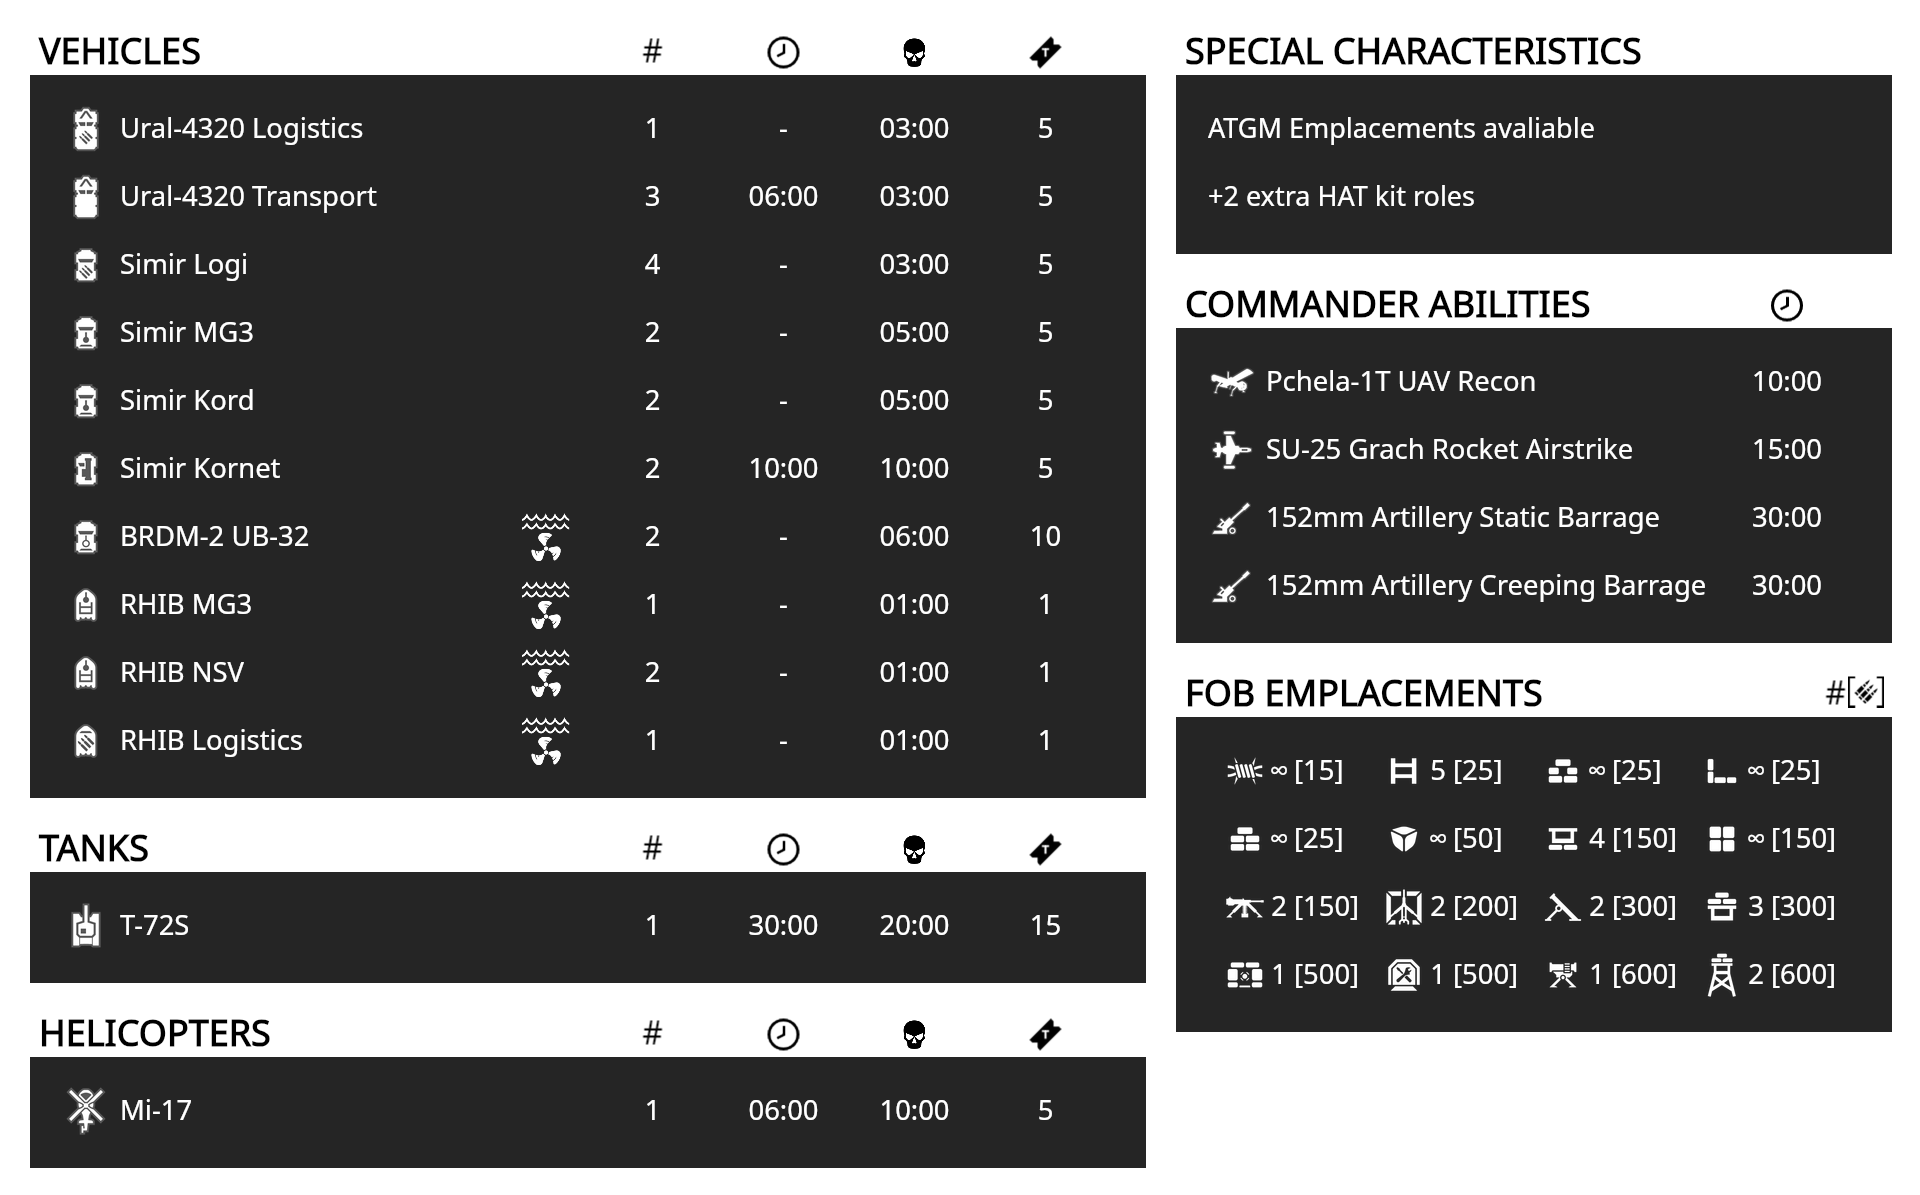 VEHICLES #
Ural-4320 Logistics 1 - 03:00 5
Ural-4320 Transport 3 06:00 03:00 5
Simir Logi 4 - 03:00 5
Simir MG3 2 - 05:00 5
Simir Kord 2 - 05:00 5
Simir Kornet 2 10:00 10:00 5
BRDM-2 UB-32 2 - 06:00 10
RHIB MG3 1 - 01:00 1
RHIB NSV 2 - 01:00 1
RHIB Logistics 1 - 01:00 1
TANKS #
T-72S 1 30:00 20:00 15
HELICOPTERS #
Mi-17 1 06:00 10:00 5
SPECIAL CHARACTERISTICS
ATGM Emplacements avaliable
+2 extra HAT kit roles
COMMANDER ABILITIES
Pchela-1T UAV Recon 10:00
SU-25 Grach Rocket Airstrike 15:00
152mm Artillery Static Barrage 30:00
152mm Artillery Creeping Barrage 30:00
FOB EMPLACEMENTS #[ ]
∞ [15] 5 [25] ∞ [25] ∞ [25]
∞ [25] ∞ [50] 4 [150] ∞ [150]
2 [150] 2 [200] 2 [300] 3 [300]
1 [500] 1 [500] 1 [600] 2 [600]